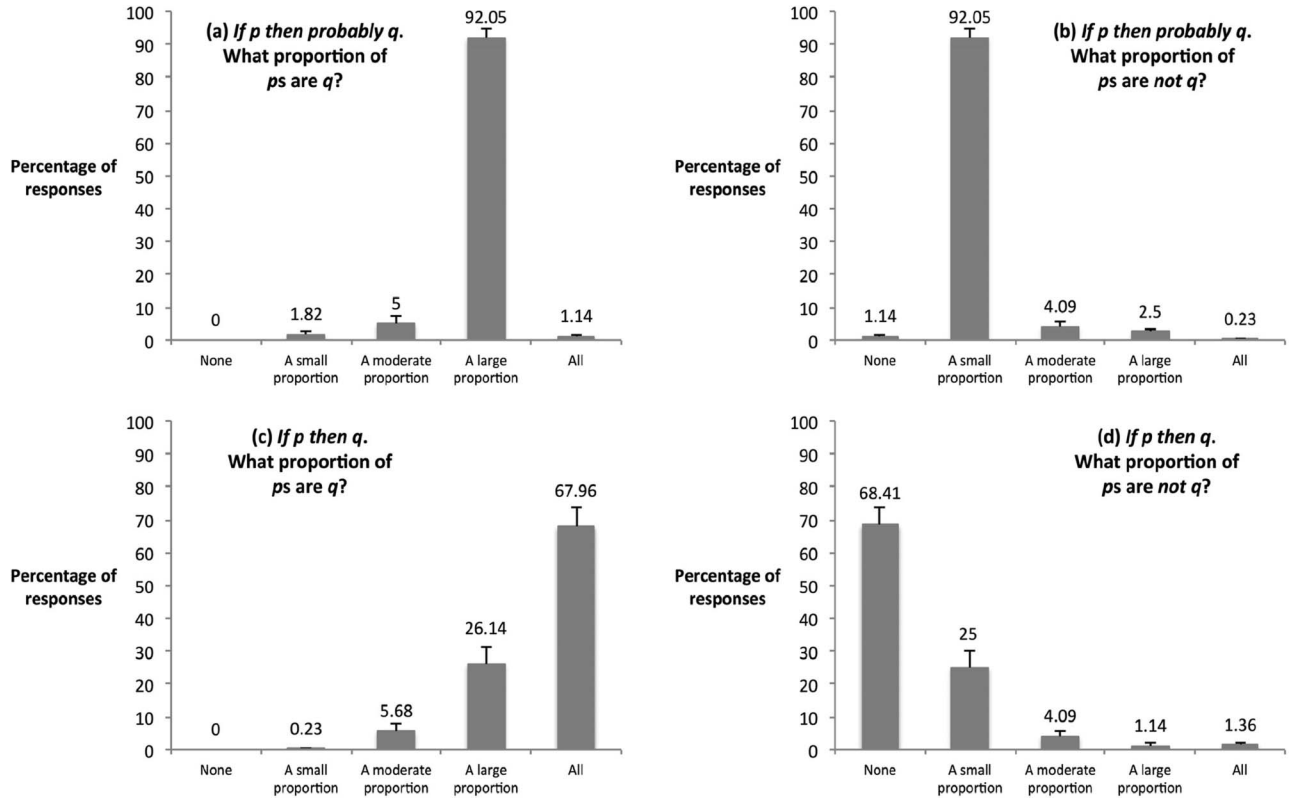 (a) If p then probably q.
What proportion of
ps are q?
Percentage of
responses
100
90
80
70
60
50
40
30
20
10
0
0
1.82
5
92.05
1.14
None
A small
proportion
A moderate
proportion
A large
proportion
All
(b) If p then probably q.
What proportion of
ps are not q?
Percentage of
responses
100
90
80
70
60
50
40
30
20
10
0
1.14
92.05
4.09
2.5
0.23
None
A small
proportion
A moderate
proportion
A large
proportion
All
(c) If p then q.
What proportion of
ps are q?
Percentage of
responses
100
90
80
70
60
50
40
30
20
10
0
0
0.23
5.68
26.14
67.96
None
A small
proportion
A moderate
proportion
A large
proportion
All
(d) If p then q.
What proportion of
ps are not q?
Percentage of
responses
100
90
80
70
60
50
40
30
20
10
0
68.41
25
4.09
1.14
1.36
None
A small
proportion
A moderate
proportion
A large
proportion
All